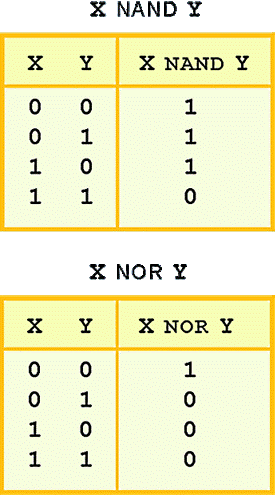 X NAND Y
X Y X NAND Y
0 0 1
0 1 1
1 0 1
1 1 0
X NOR Y
X Y X NOR Y
0 0 1
0 1 0
1 0 0
1 1 0